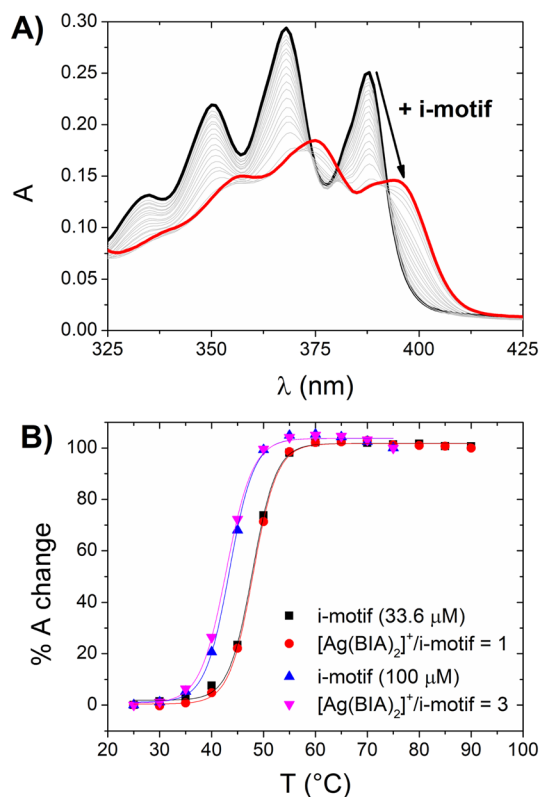 A)
0.30
0.25
0.20
0.15
0.10
0.05
0.00
A
+ i-motif
325 350 375 400 425
λ (nm)
B)
100
80
60
40
20
0
% A change
i-motif (33.6 μM)
[Ag(BIA)₂]⁺/i-motif = 1
i-motif (100 μM)
[Ag(BIA)₂]⁺/i-motif = 3
20 30 40 50 60 70 80 90 100
T (°C)